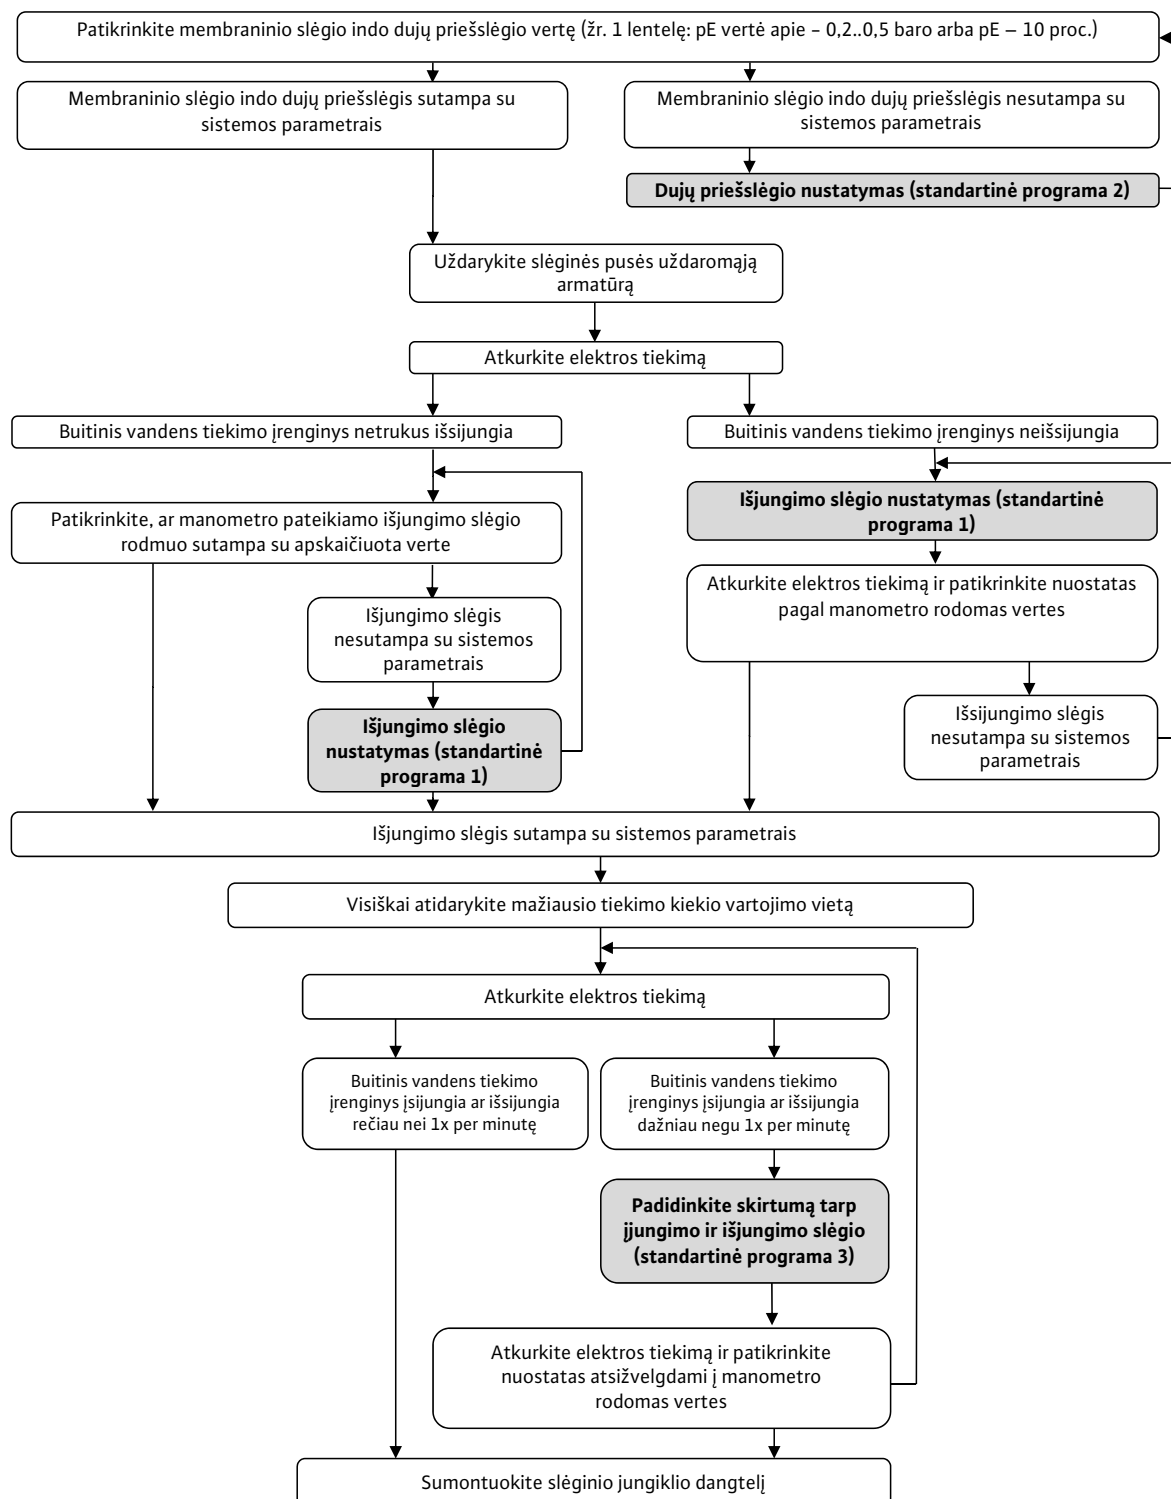 Patikrinkite membraninio slėgio indo dujų priešslėgio vertę (žr. 1 lentelę: pE vertė apie – 0,2..0,5 baro arba pE – 10 proc.)
Membraninio slėgio indo dujų priešslėgis sutampa su
sistemos parametrais
Membraninio slėgio indo dujų priešslėgis nesutampa su
sistemos parametrais
Dujų priešslėgio nustatymas (standartinė programa 2)
Uždarykite slėginės pusės uždaromąją
armatūrą
Atkurkite elektros tiekimą
Buitinis vandens tiekimo įrenginys netrukus išsijungia
Buitinis vandens tiekimo įrenginys neišsijungia
Patikrinkite, ar manometro pateikiamo išjungimo slėgio
rodmuo sutampa su apskaičiuota verte
Išjungimo slėgio nustatymas (standartinė
programa 1)
Atkurkite elektros tiekimą ir patikrinkite nuostatas
pagal manometro rodomas vertes
Išjungimo slėgis
nesutampa su sistemos
parametrais
Išjungimo slėgio
nustatymas (standartinė
programa 1)
Išsijungimo slėgis
nesutampa su sistemos
parametrais
Išjungimo slėgis sutampa su sistemos parametrais
Visiškai atidarykite mažiausio tiekimo kiekio vartojimo vietą
Atkurkite elektros tiekimą
Buitinis vandens tiekimo
įrenginys įsijungia ar išsijungia
rečiau nei 1x per minutę
Buitinis vandens tiekimo
įrenginys įsijungia ar išsijungia
dažniau negu 1x per minutę
Padidinkite skirtumą tarp
įjungimo ir išjungimo slėgio
(standartinė programa 3)
Atkurkite elektros tiekimą ir patikrinkite
nuostatas atsižvelgdami į manometro
rodomas vertes
Sumontuokite slėginio jungiklio dangtelį